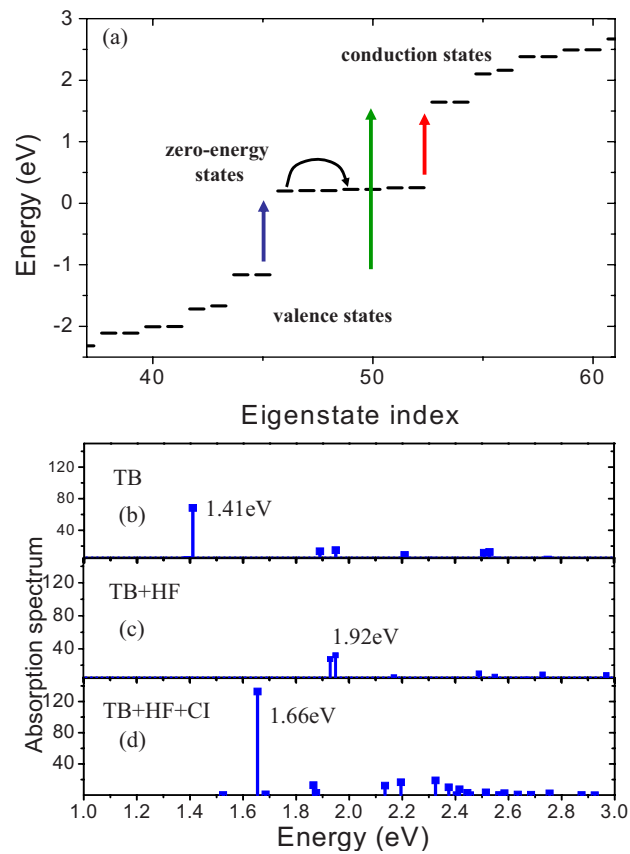 (a)
conduction states
zero-energy
states
valence states
Energy (eV)
3
2
1
0
-1
-2
40
50
60
Eigenstate index
Absorption spectrum
TB
(b)
1.41eV
120
80
40
TB+HF
(c)
1.92eV
120
80
40
TB+HF+CI
(d)
1.66eV
120
80
40
1.0 1.2 1.4 1.6 1.8 2.0 2.2 2.4 2.6 2.8 3.0
Energy (eV)